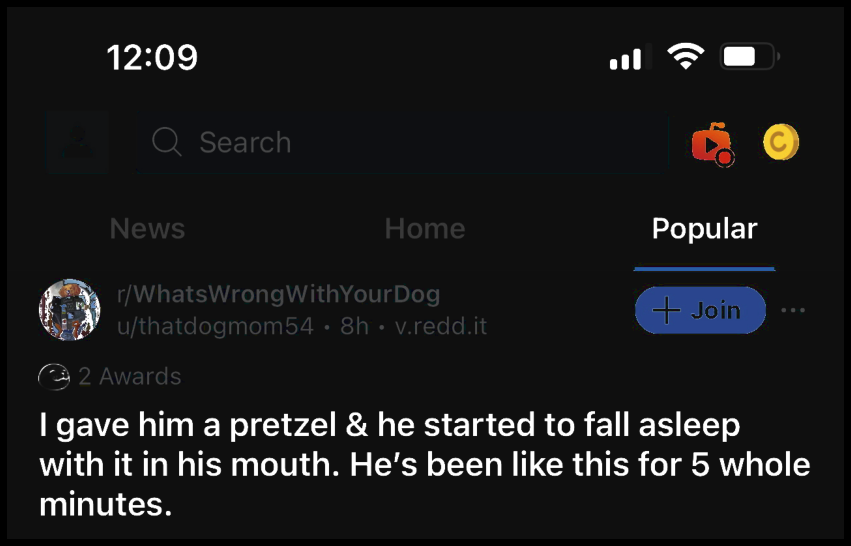 12:09
Search
News Home Popular
r/WhatsWrongWithYourDog
u/thatdogmom54 • 8h • v.redd.it
+ Join ...
2 Awards
I gave him a pretzel & he started to fall asleep
with it in his mouth. He's been like this for 5 whole
minutes.